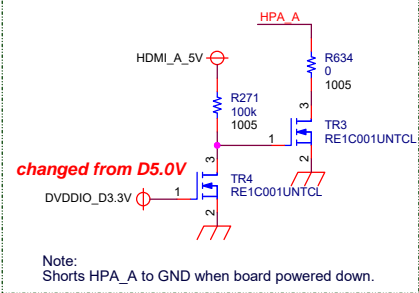 HPA_A
HDMI_A_5V
R634
0
1005
R271
100k
1005
3
1
TR3
RE1C001UNTCL
2
changed from D5.0V
3
DVDDIO_D3.3V
1
TR4
RE1C001UNTCL
2
Note:
Shorts HPA_A to GND when board powered down.